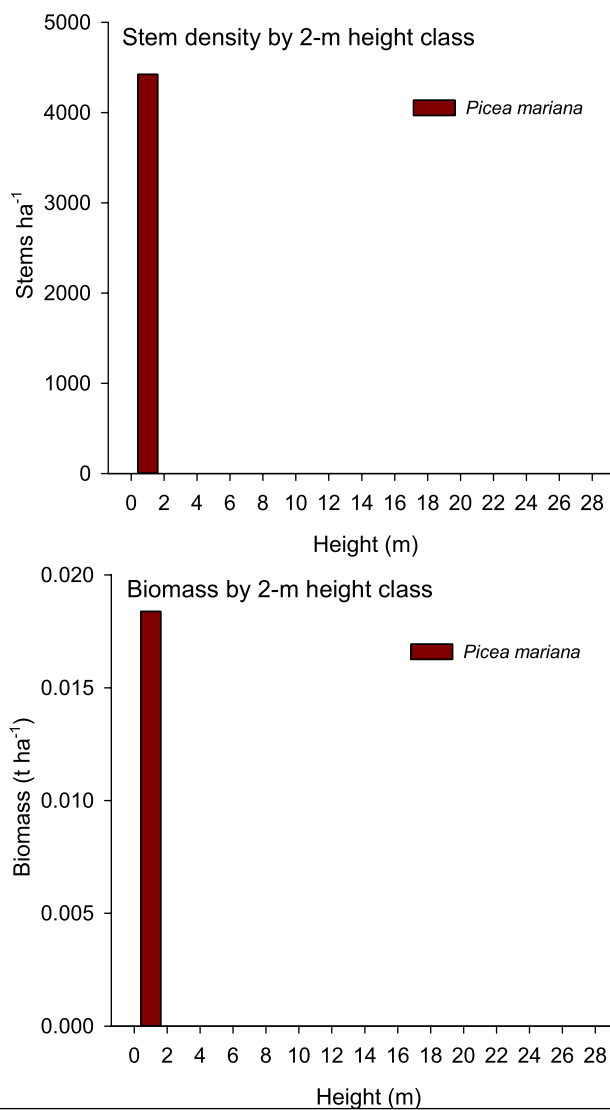 Stem density by 2-m height class
Picea mariana
Stems ha⁻¹
5000
4000
3000
2000
1000
0
0 2 4 6 8 10 12 14 16 18 20 22 24 26 28
Height (m)
Biomass by 2-m height class
Picea mariana
Biomass (t ha⁻¹)
0.020
0.015
0.010
0.005
0.000
0 2 4 6 8 10 12 14 16 18 20 22 24 26 28
Height (m)